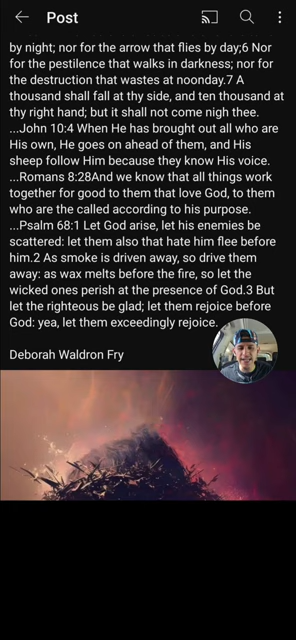 Post
by night; nor for the arrow that flies by day;6 Nor
for the pestilence that walks in darkness; nor for
the destruction that wastes at noonday.7 A
thousand shall fall at thy side, and ten thousand at
thy right hand; but it shall not come nigh thee.
...John 10:4 When He has brought out all who are
His own, He goes on ahead of them, and His
sheep follow Him because they know His voice.
...Romans 8:28And we know that all things work
together for good to them that love God, to them
who are the called according to his purpose.
...Psalm 68:1 Let God arise, let his enemies be
scattered: let them also that hate him flee before
him.2 As smoke is driven away, so drive them
away: as wax melts before the fire, so let the
wicked ones perish at the presence of God.3 But
let the righteous be glad; let them rejoice before
God: yea, let them exceedingly rejoice.
Deborah Waldron Fry